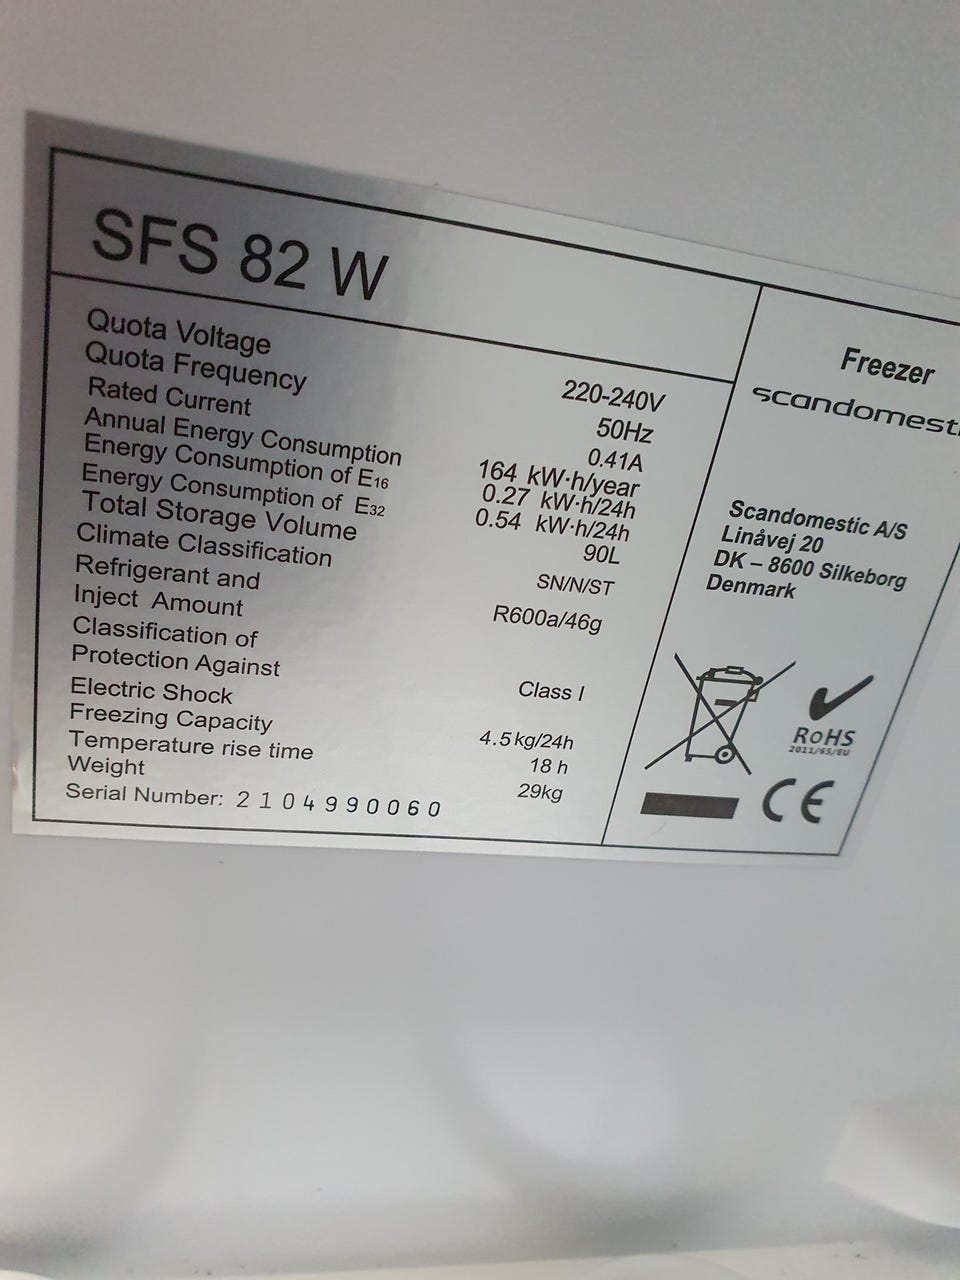 SFS 82 W
Quota Voltage 220-240V
Quota Frequency 50Hz
Rated Current 0.41A
Annual Energy Consumption 164 kW·h/year
Energy Consumption of E16 0.27 kW·h/24h
Energy Consumption of E32 0.54 kW·h/24h
Total Storage Volume 90L
Climate Classification SN/N/ST
Refrigerant and
Inject Amount R600a/46g
Classification of
Protection Against
Electric Shock Class I
Freezing Capacity 4.5kg/24h
Temperature rise time 18 h
Weight 29kg
Serial Number: 2104990060
Freezer
scandomesti
Scandomestic A/S
Linåvej 20
DK – 8600 Silkeborg
Denmark
RoHS
2011/65/EU
CE